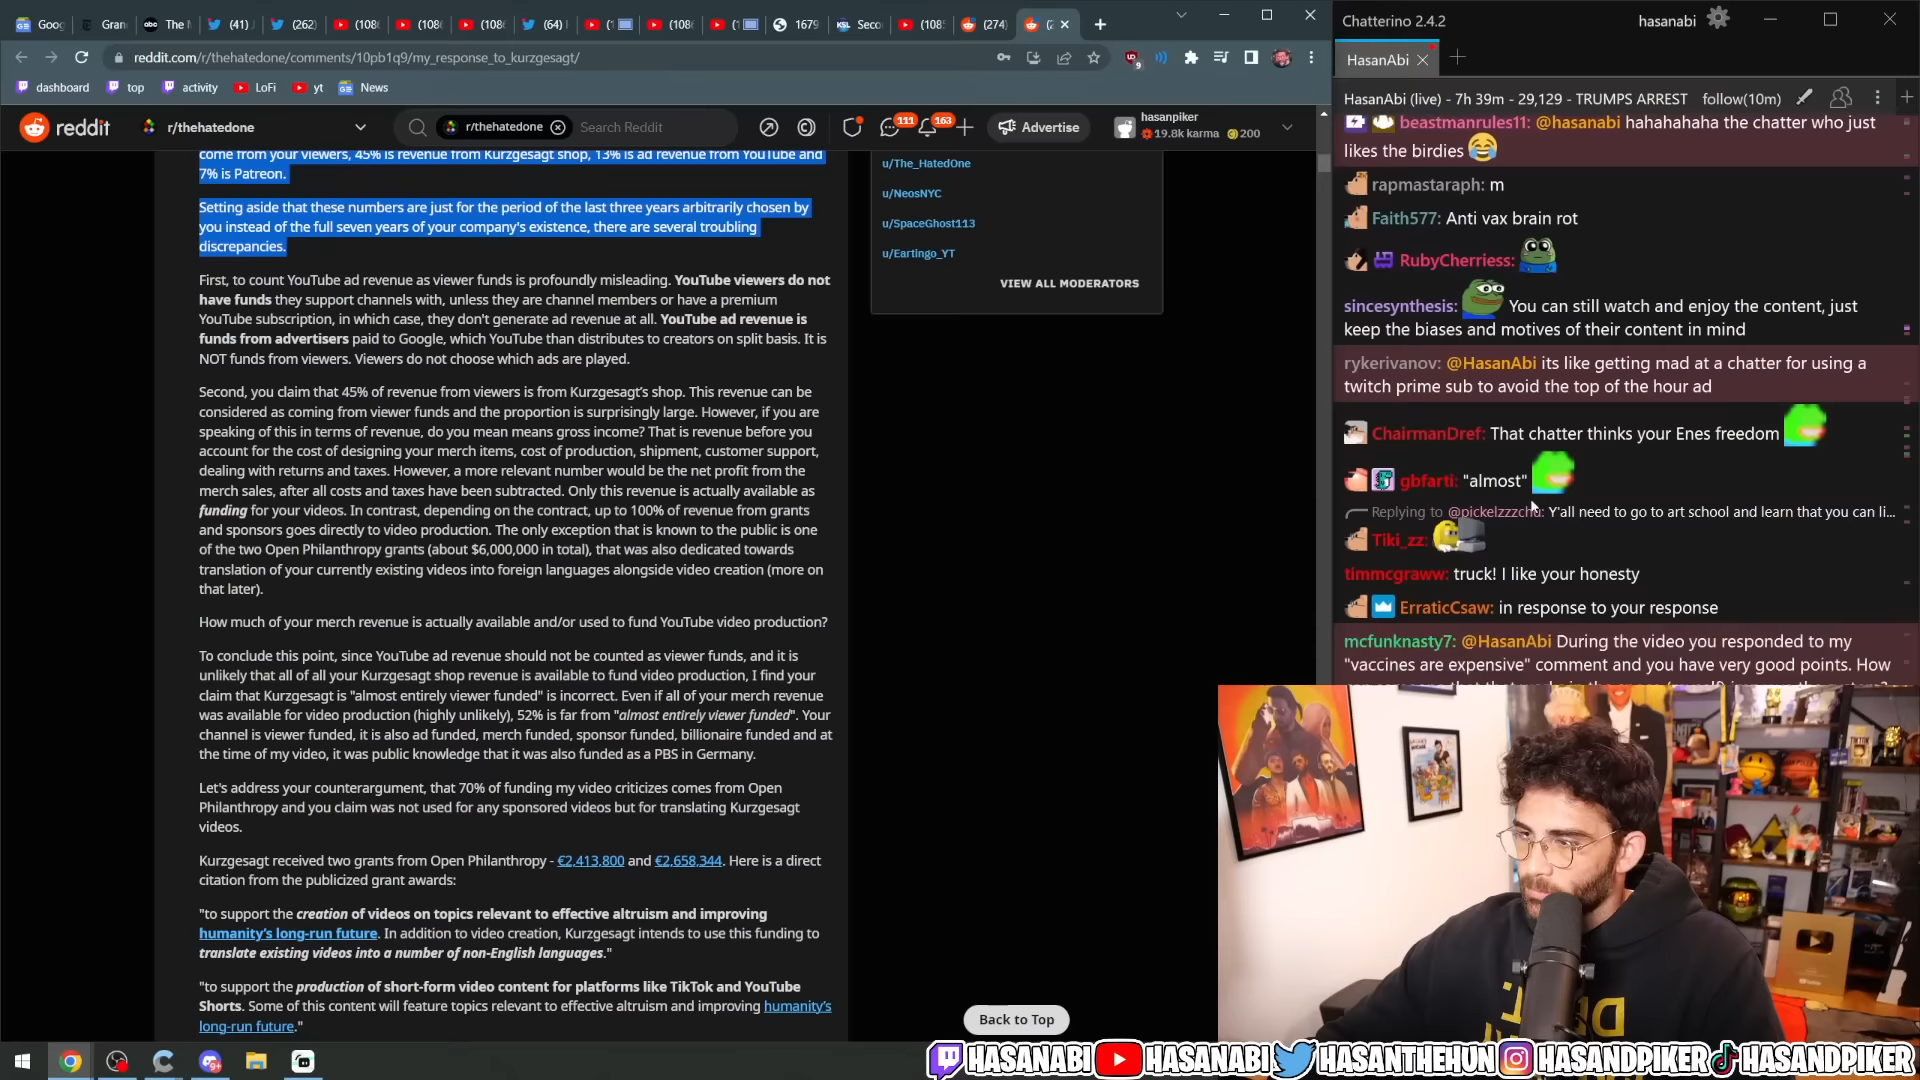 Goog
Gran
The M
(41)
(262)
(108
(108
(108
(64)
(1
(108
(1
1679
Seco
(108
(274)
(2
reddit.com/r/thehatedone/comments/10pb1q9/my_response_to_kurzgesagt/
dashboard
top
activity
LoFi
yt
News
reddit
r/thehatedone
r/thehatedone
Search Reddit
111
163
Advertise
hasanpiker
19.8k karma
200
come from your viewers, 45% is revenue from Kurzgesagt shop, 13% is ad revenue from YouTube and
7% is Patreon.
Setting aside that these numbers are just for the period of the last three years arbitrarily chosen by
you instead of the full seven years of your company's existence, there are several troubling
discrepancies.
First, to count YouTube ad revenue as viewer funds is profoundly misleading. YouTube viewers do not
have funds they support channels with, unless they are channel members or have a premium
YouTube subscription, in which case, they don't generate ad revenue at all. YouTube ad revenue is
funds from advertisers paid to Google, which YouTube than distributes to creators on split basis. It is
NOT funds from viewers. Viewers do not choose which ads are played.
Second, you claim that 45% of revenue from viewers is from Kurzgesagt's shop. This revenue can be
considered as coming from viewer funds and the proportion is surprisingly large. However, if you are
speaking of this in terms of revenue, do you mean means gross income? That is revenue before you
account for the cost of designing your merch items, cost of production, shipment, customer support,
dealing with returns and taxes. However, a more relevant number would be the net profit from the
merch sales, after all costs and taxes have been subtracted. Only this revenue is actually available as
funding for your videos. In contrast, depending on the contract, up to 100% of revenue from grants
and sponsors goes directly to video production. The only exception that is known to the public is one
of the two Open Philanthropy grants (about $6,000,000 in total), that was also dedicated towards
translation of your currently existing videos into foreign languages alongside video creation (more on
that later).
How much of your merch revenue is actually available and/or used to fund YouTube video production?
To conclude this point, since YouTube ad revenue should not be counted as viewer funds, and it is
unlikely that all of all your Kurzgesagt shop revenue is available to fund video production, I find your
claim that Kurzgesagt is "almost entirely viewer funded" is incorrect. Even if all of your merch revenue
was available for video production (highly unlikely), 52% is far from "almost entirely viewer funded". Your
channel is viewer funded, it is also ad funded, merch funded, sponsor funded, billionaire funded and at
the time of my video, it was public knowledge that it was also funded as a PBS in Germany.
Let's address your counterargument, that 70% of funding my video criticizes comes from Open
Philanthropy and you claim was not used for any sponsored videos but for translating Kurzgesagt
videos.
Kurzgesagt received two grants from Open Philanthropy - €2,413,800 and €2,658,344. Here is a direct
citation from the publicized grant awards:
"to support the creation of videos on topics relevant to effective altruism and improving
humanity's long-run future. In addition to video creation, Kurzgesagt intends to use this funding to
translate existing videos into a number of non-English languages."
"to support the production of short-form video content for platforms like TikTok and YouTube
Shorts. Some of this content will feature topics relevant to effective altruism and improving humanity's
long-run future."
u/The_HatedOne
u/NeosNYC
u/SpaceGhost113
u/Eartingo_YT
VIEW ALL MODERATORS
Back to Top
Chatterino 2.4.2
hasanabi
HasanAbi
HasanAbi (live) - 7h 39m - 29,129 - TRUMPS ARREST
follow(10m)
beastmanrules11: @hasanabi hahahahaha the chatter who just
likes the birdies
rapmastaraph: m
Faith577: Anti vax brain rot
RubyCherriess:
sincesynthesis: You can still watch and enjoy the content, just
keep the biases and motives of their content in mind
rykerivanov: @HasanAbi its like getting mad at a chatter for using a
twitch prime sub to avoid the top of the hour ad
ChairmanDref: That chatter thinks your Enes freedom
gbfarti: "almost"
Replying to @pickelzzzchu: Y'all need to go to art school and learn that you can li...
Tiki_zz:
timmcgraww: truck! I like your honesty
ErraticCsaw: in response to your response
mcfunknasty7: @HasanAbi During the video you responded to my
"vaccines are expensive" comment and you have very good points. How
HASANABI HASANABI HASANTHEHUN HASANDPIKER HASANDPIKER